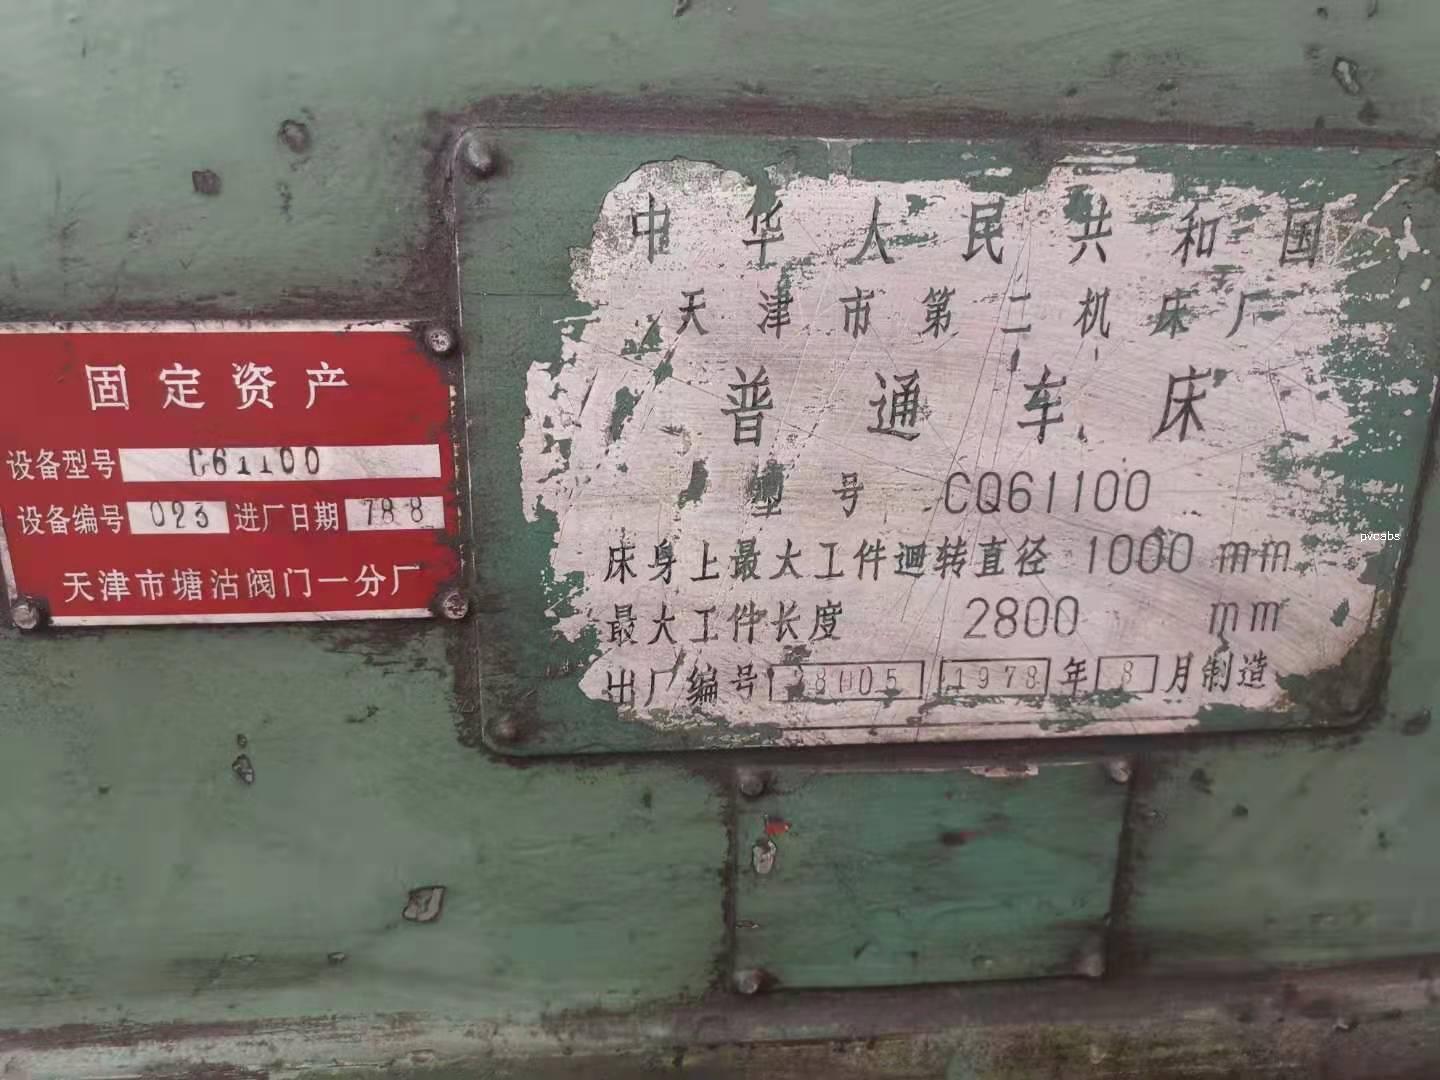 固定资产
设备型号 C61100
设备编号 023 进厂日期 788
天津市塘沽阀门一分厂
中华人民共和国
天津市第二机床厂
普通车床
型号 CQ61100
床身上最大工件迴转直径 1000 mm
最大工件长度 2800 mm
出厂编号 1978 年 8 月制造
pvcabs